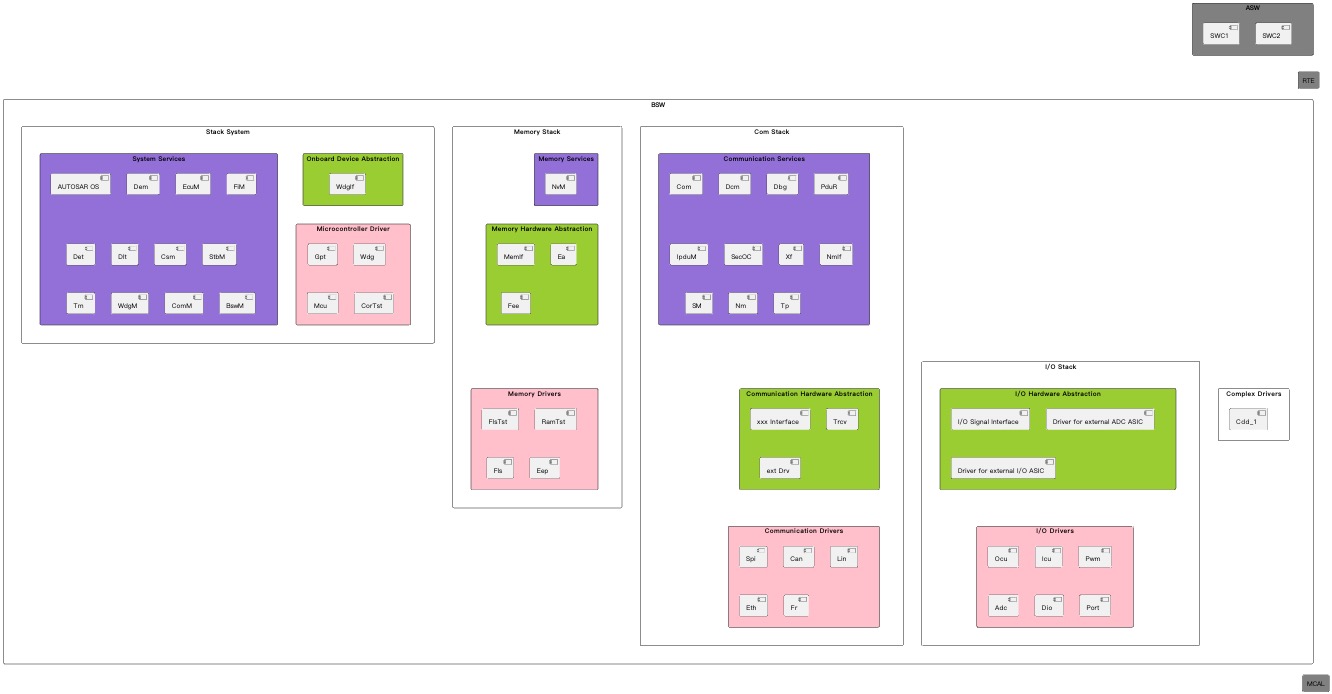 ASW
SWC1
SWC2
RTE
BSW
Stack System
System Services
AUTOSAR OS
Dem
EcuM
FiM
Det
Dlt
Csm
StbM
Tm
WdgM
ComM
BswM
Onboard Device Abstraction
WdgIf
Microcontroller Driver
Gpt
Wdg
Mcu
CorTst
Memory Stack
Memory Services
NvM
Memory Hardware Abstraction
MemIf
Ea
Fee
Memory Drivers
FlsTst
RamTst
Fls
Eep
Com Stack
Communication Services
Com
Dcm
Dbg
PduR
IpduM
SecOC
Xf
NmIf
SM
Nm
Tp
Communication Hardware Abstraction
xxx Interface
Trcv
ext Drv
Communication Drivers
Spi
Can
Lin
Eth
Fr
I/O Stack
I/O Hardware Abstraction
I/O Signal Interface
Driver for external ADC ASIC
Driver for external I/O ASIC
I/O Drivers
Ocu
Icu
Pwm
Adc
Dio
Port
Complex Drivers
Cdd_1
MCAL